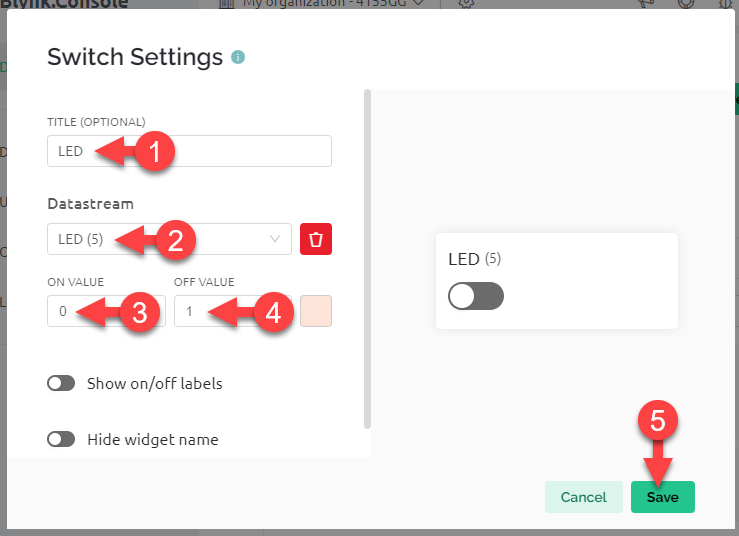 Blynk.Console
My organization - 4155GG
Switch Settings
TITLE (OPTIONAL)
LED
1
Datastream
LED (5)
2
ON VALUE OFF VALUE
0 3 1 4
Show on/off labels
Hide widget name
LED (5)
5
Cancel Save